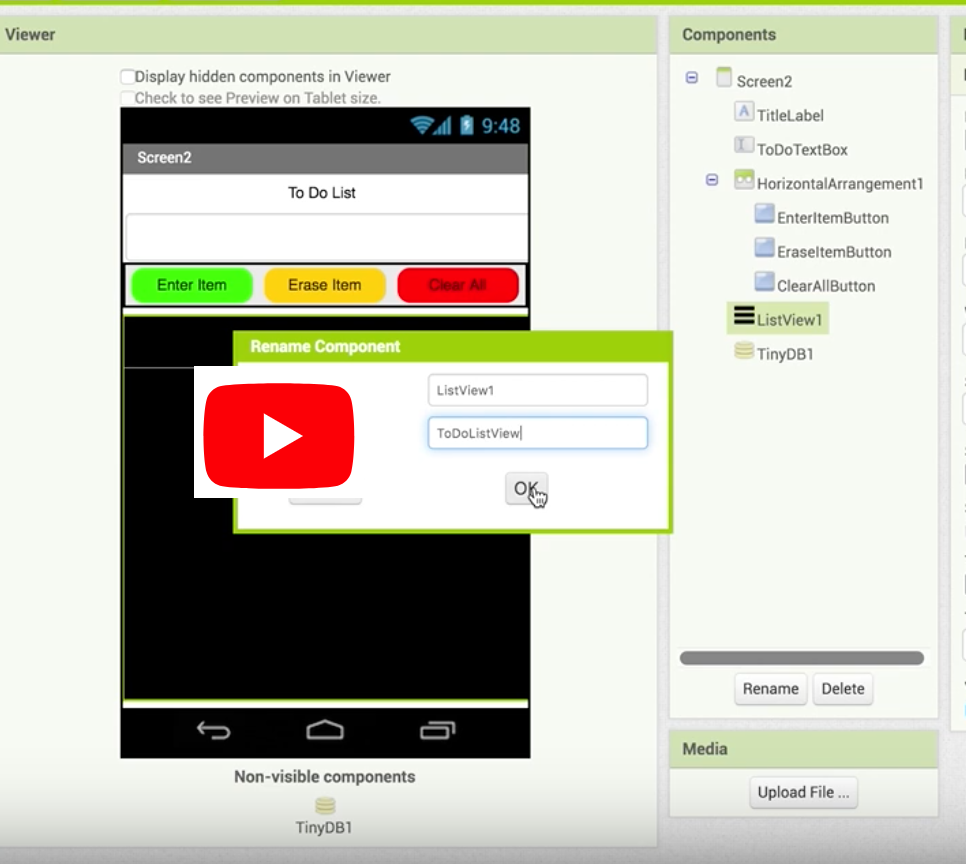 Viewer
Display hidden components in Viewer
Check to see Preview on Tablet size.
9:48
Screen2
To Do List
Enter Item
Erase Item
Clear All
Rename Component
ListView1
ToDoListView
OK
Non-visible components
TinyDB1
Components
Screen2
TitleLabel
ToDoTextBox
HorizontalArrangement1
EnterItemButton
EraseItemButton
ClearAllButton
ListView1
TinyDB1
Rename
Delete
Media
Upload File ...